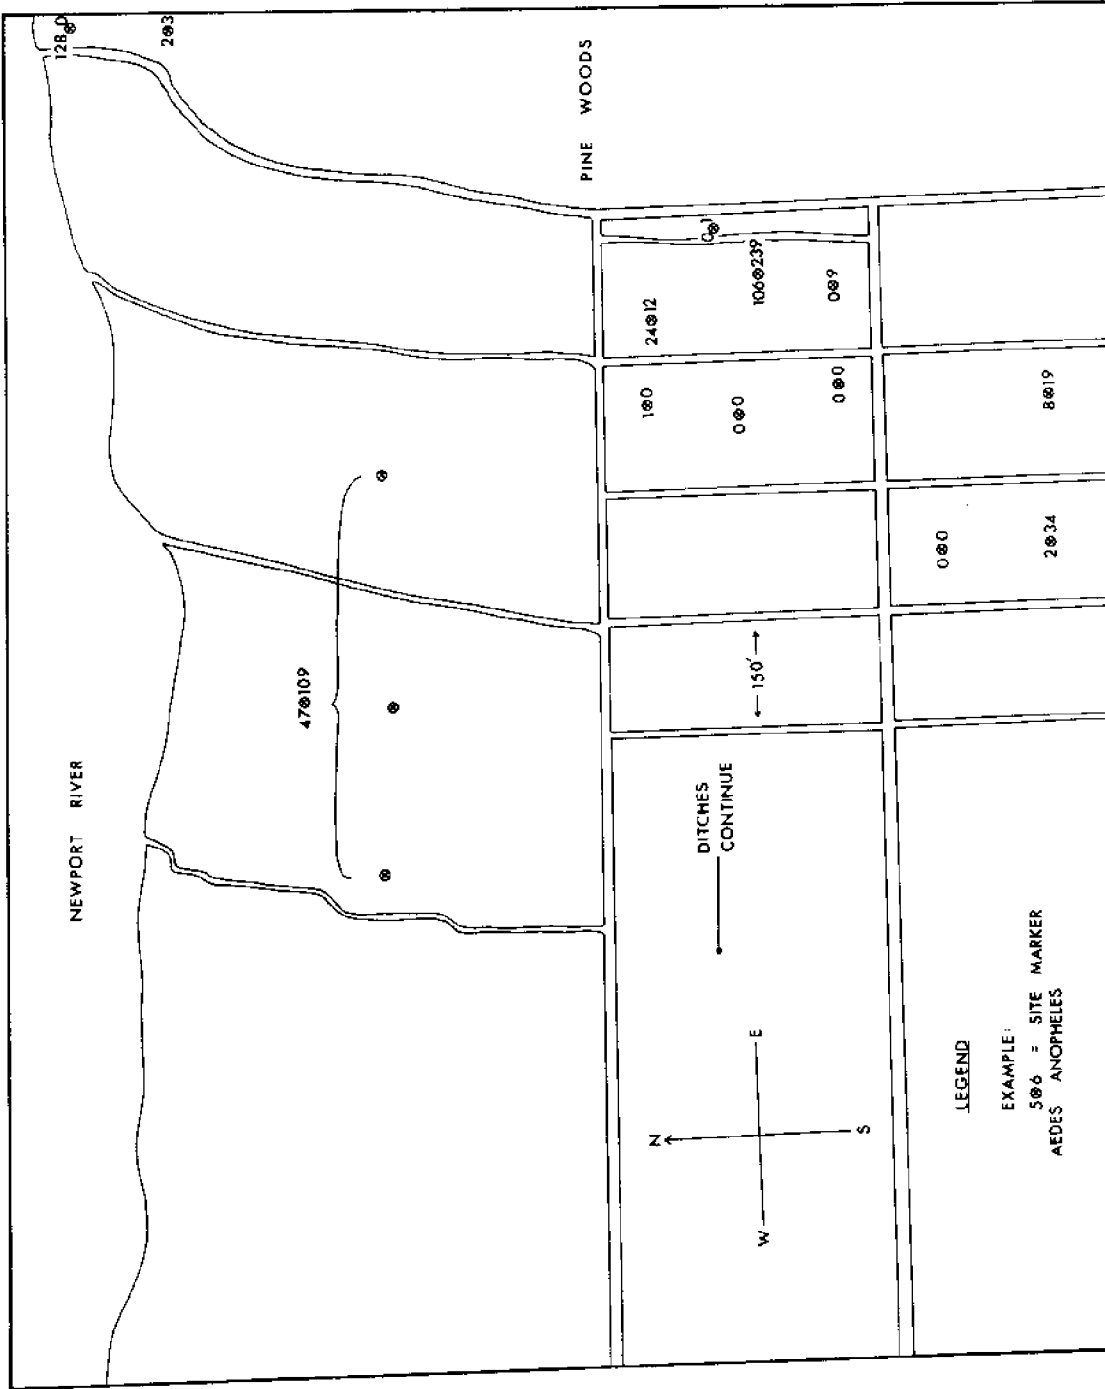 NEWPORT RIVER
128⊗0
2⊗3
PINE WOODS
47⊗109
24⊗12
1⊗0
0⊗1
106⊗239
0⊗0
0⊗9
0⊗0
150'
DITCHES
CONTINUE
0⊗0
8⊗19
2⊗34
N
W
E
S
LEGEND
EXAMPLE:
5⊗6 = SITE MARKER
AEDES ANOPHELES